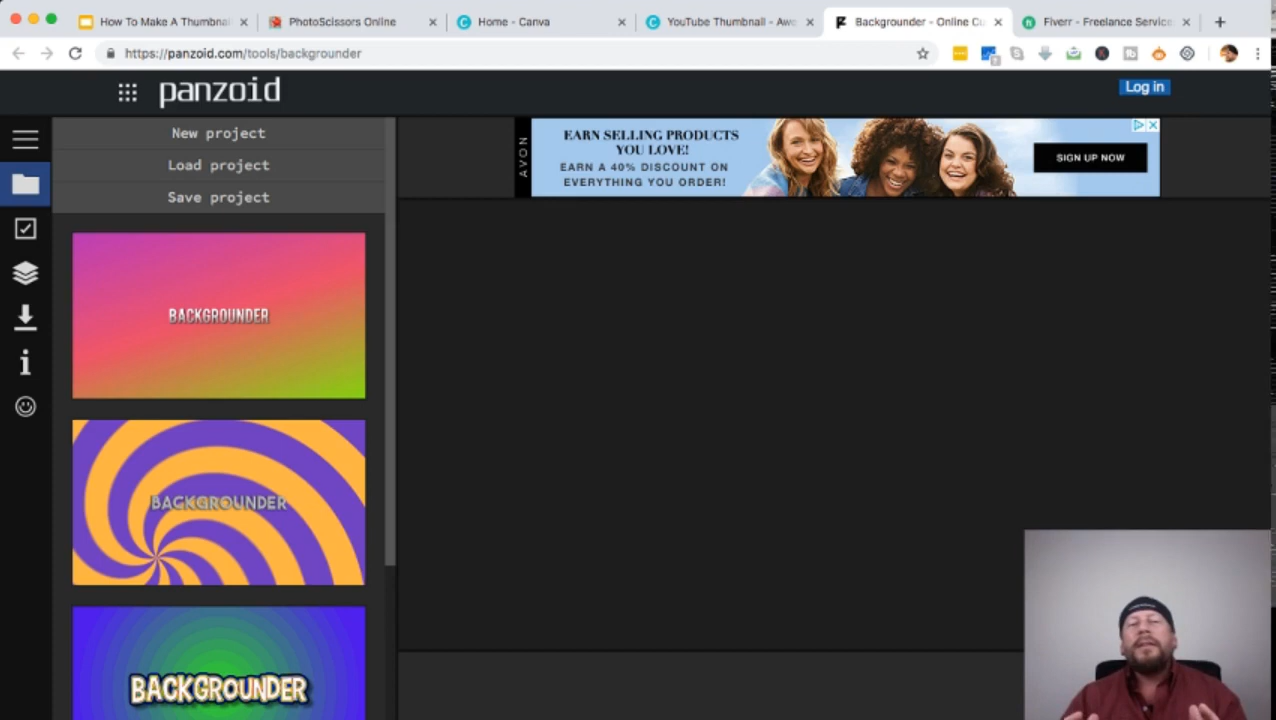 How To Make A Thumbnai
PhotoScissors Online
Home - Canva
YouTube Thumbnail - Awe
Backgrounder - Online Cu
Fiverr - Freelance Service
https://panzoid.com/tools/backgrounder
panzoid
Log in
New project
Load project
Save project
AVON
EARN SELLING PRODUCTS
YOU LOVE!
EARN A 40% DISCOUNT ON
EVERYTHING YOU ORDER!
SIGN UP NOW
BACKGROUNDER
BACKGROUNDER
BACKGROUNDER